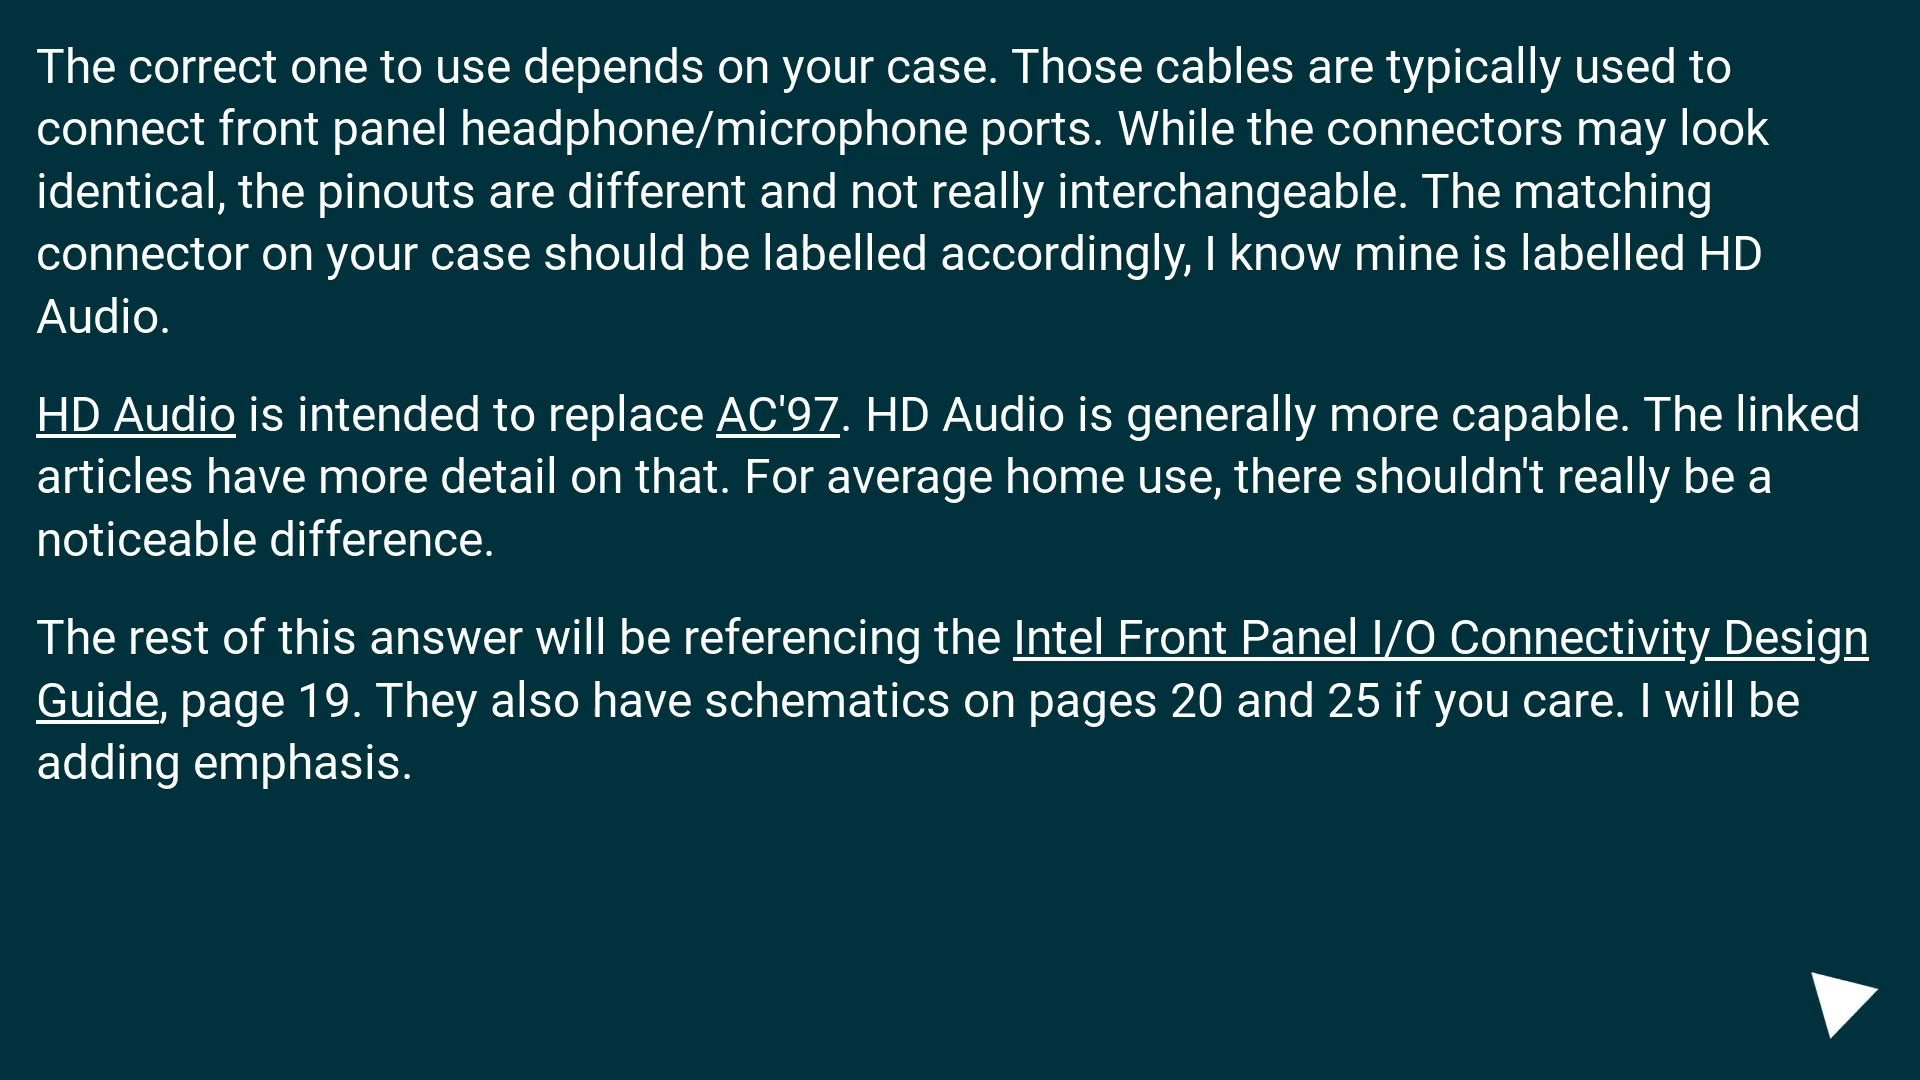 The correct one to use depends on your case. Those cables are typically used to
connect front panel headphone/microphone ports. While the connectors may look
identical, the pinouts are different and not really interchangeable. The matching
connector on your case should be labelled accordingly, I know mine is labelled HD
Audio.
HD Audio is intended to replace AC'97. HD Audio is generally more capable. The linked
articles have more detail on that. For average home use, there shouldn't really be a
noticeable difference.
The rest of this answer will be referencing the Intel Front Panel I/O Connectivity Design
Guide, page 19. They also have schematics on pages 20 and 25 if you care. I will be
adding emphasis.